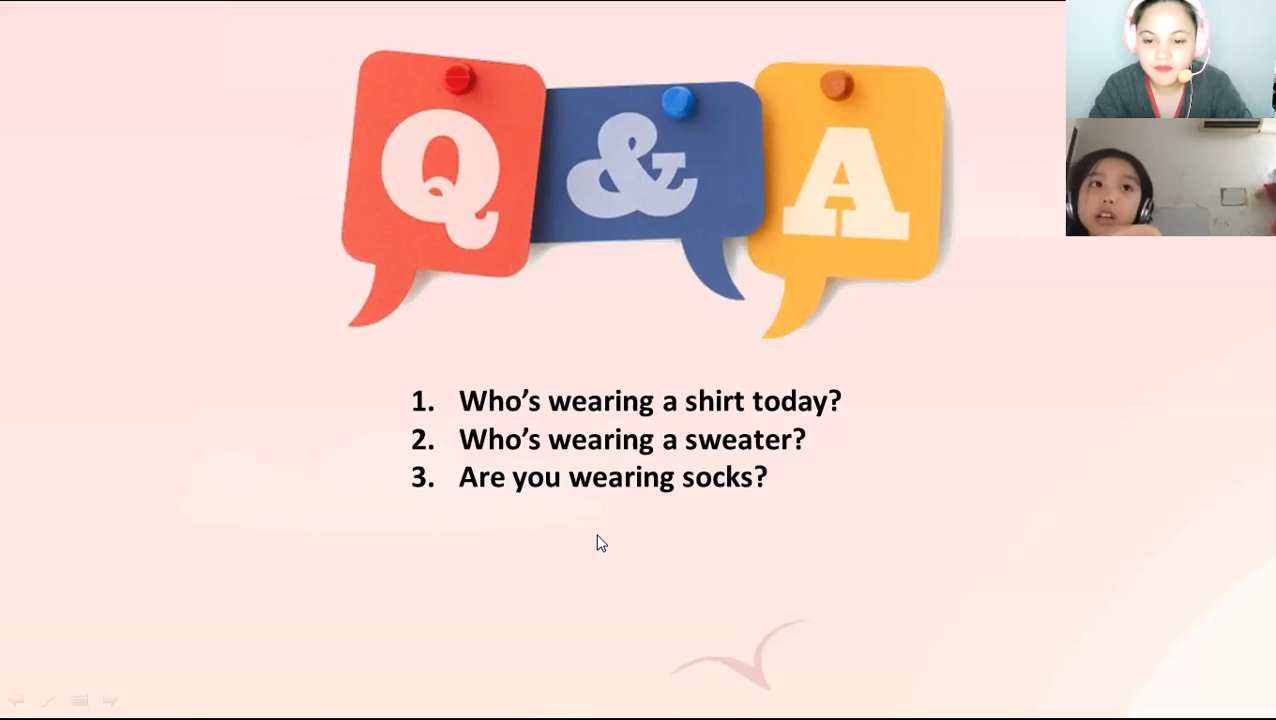 Q & A
1. Who's wearing a shirt today?
2. Who's wearing a sweater?
3. Are you wearing socks?